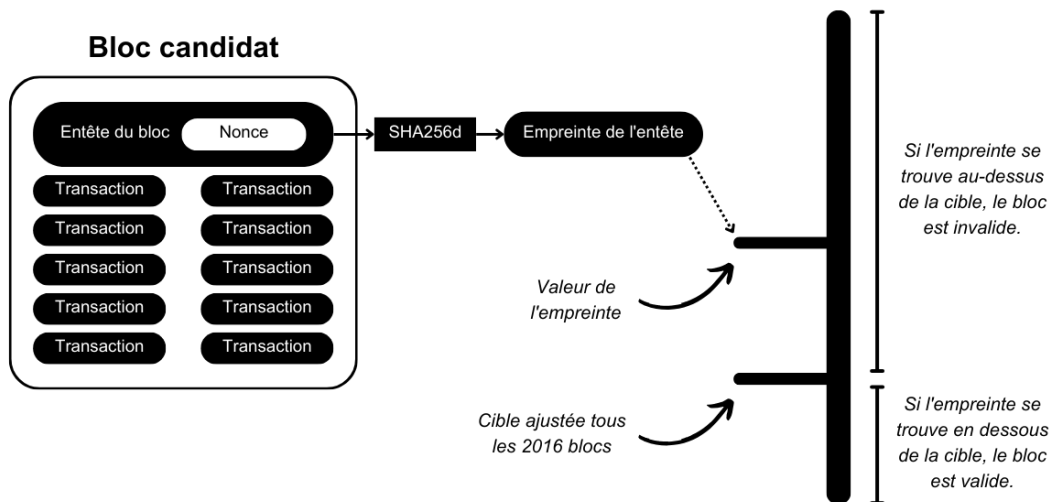 Bloc candidat
Entête du bloc
Nonce
SHA256d
Empreinte de l'entête
Transaction
Transaction
Transaction
Transaction
Transaction
Transaction
Transaction
Transaction
Transaction
Transaction
Valeur de
l'empreinte
Cible ajustée tous
les 2016 blocs
Si l'empreinte se
trouve au-dessus
de la cible, le bloc
est invalide.
Si l'empreinte se
trouve en dessous
de la cible, le bloc
est valide.